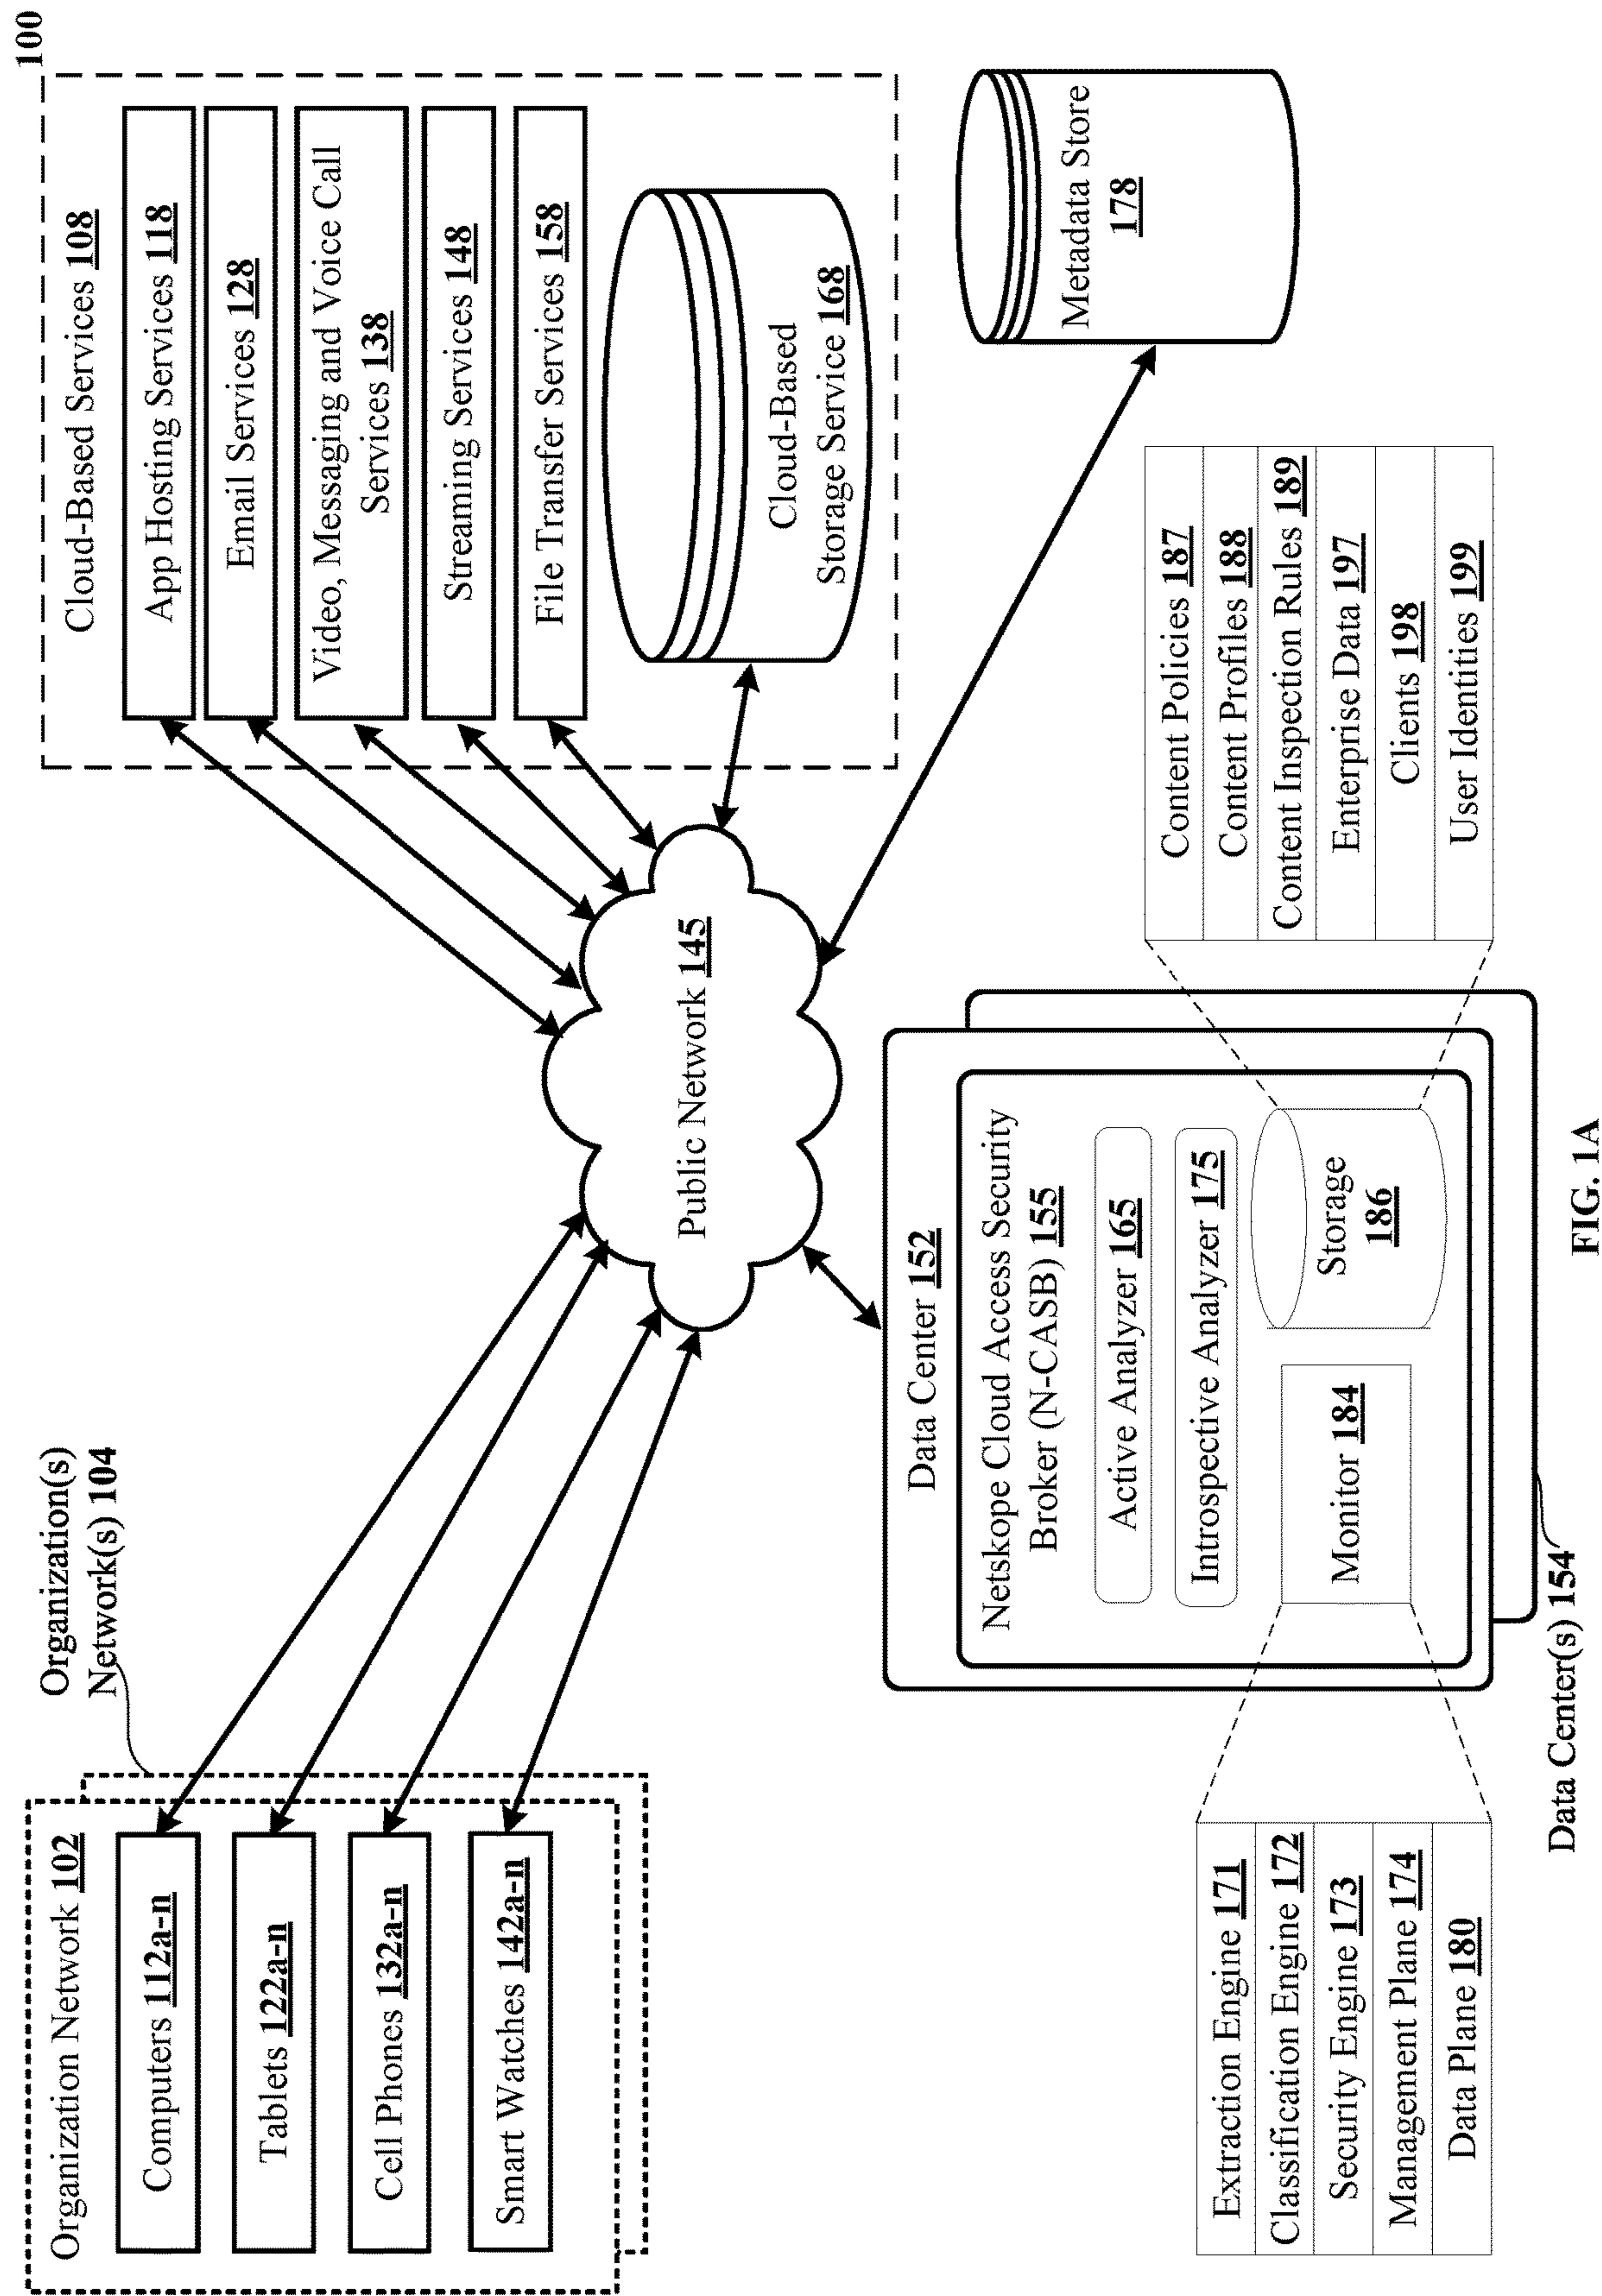 100
Organization Network 102
Computers 112a-n
Tablets 122a-n
Cell Phones 132a-n
Smart Watches 142a-n
Organization(s)
Network(s) 104
Public Network 145
Cloud-Based Services 108
App Hosting Services 118
Email Services 128
Video, Messaging and Voice Call
Services 138
Streaming Services 148
File Transfer Services 158
Cloud-Based
Storage Service 168
Metadata Store
178
Data Center 152
Netskope Cloud Access Security
Broker (N-CASB) 155
Active Analyzer 165
Introspective Analyzer 175
Monitor 184
Storage
186
Extraction Engine 171
Classification Engine 172
Security Engine 173
Management Plane 174
Data Plane 180
Content Policies 187
Content Profiles 188
Content Inspection Rules 189
Enterprise Data 197
Clients 198
User Identities 199
Data Center(s) 154
FIG. 1A